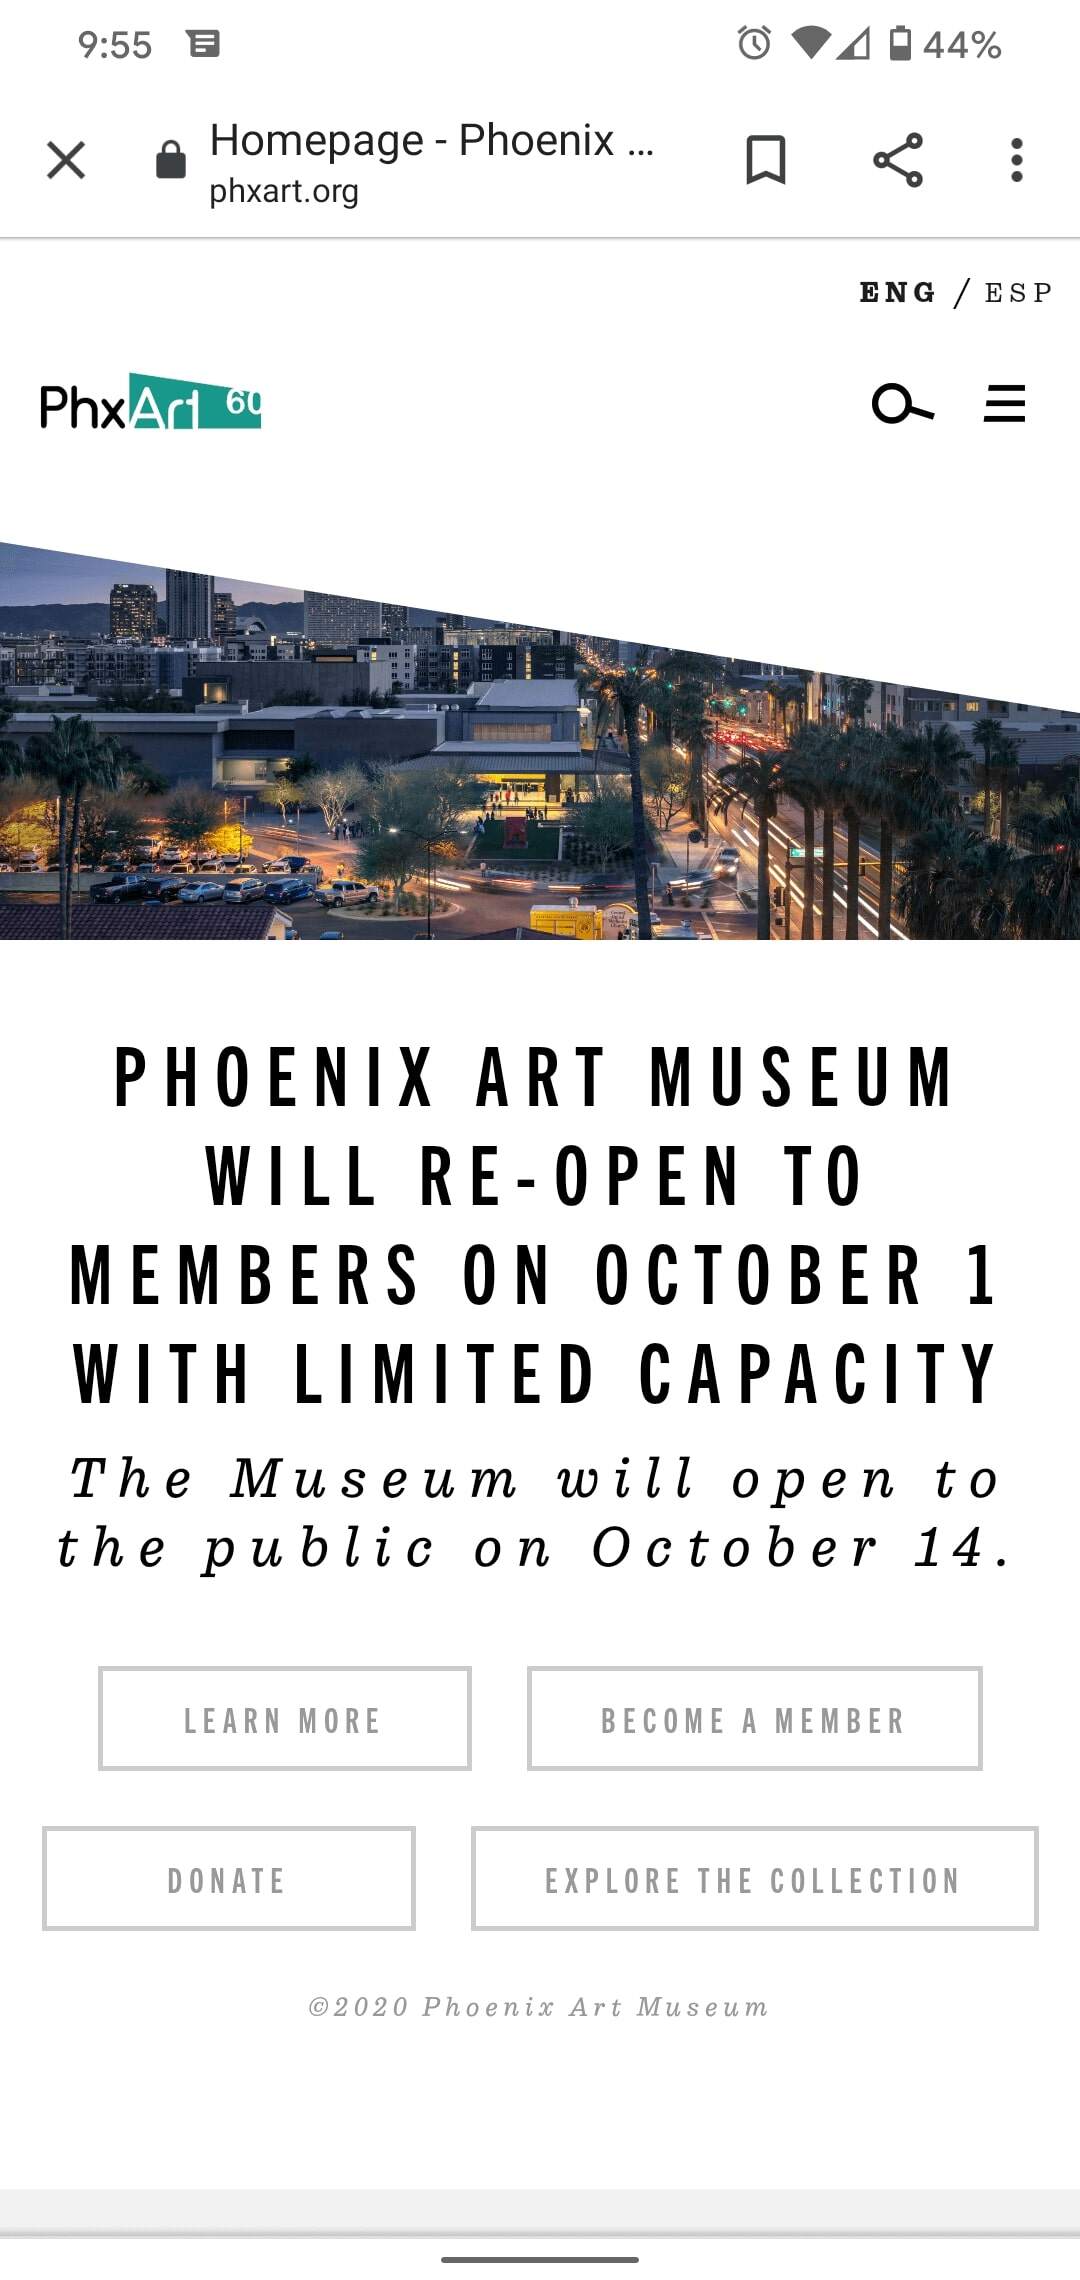 9:55
44%
Homepage - Phoenix ...
phxart.org
ENG / ESP
PhxArt 60
PHOENIX ART MUSEUM
WILL RE-OPEN TO
MEMBERS ON OCTOBER 1
WITH LIMITED CAPACITY
The Museum will open to
the public on October 14.
LEARN MORE
BECOME A MEMBER
DONATE
EXPLORE THE COLLECTION
©2020 Phoenix Art Museum